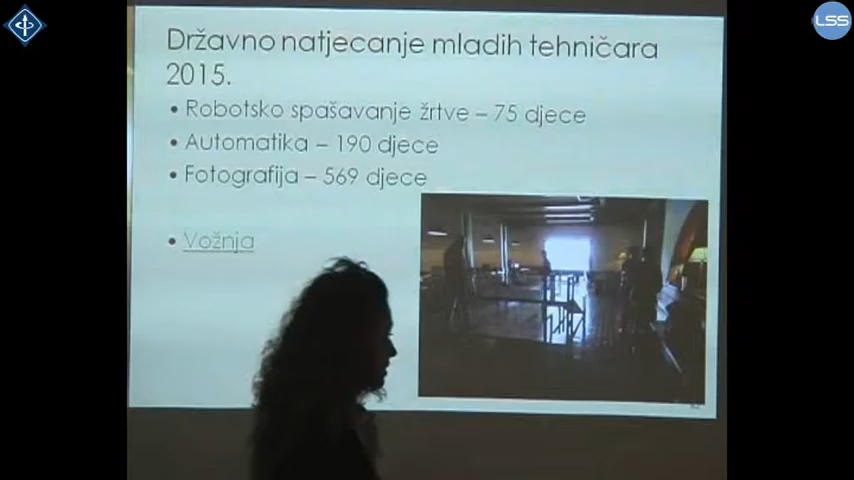 LSS
Državno natjecanje mladih tehničara
2015.
• Robotsko spašavanje žrtve – 75 djece
• Automatika – 190 djece
• Fotografija – 569 djece
• Vožnja